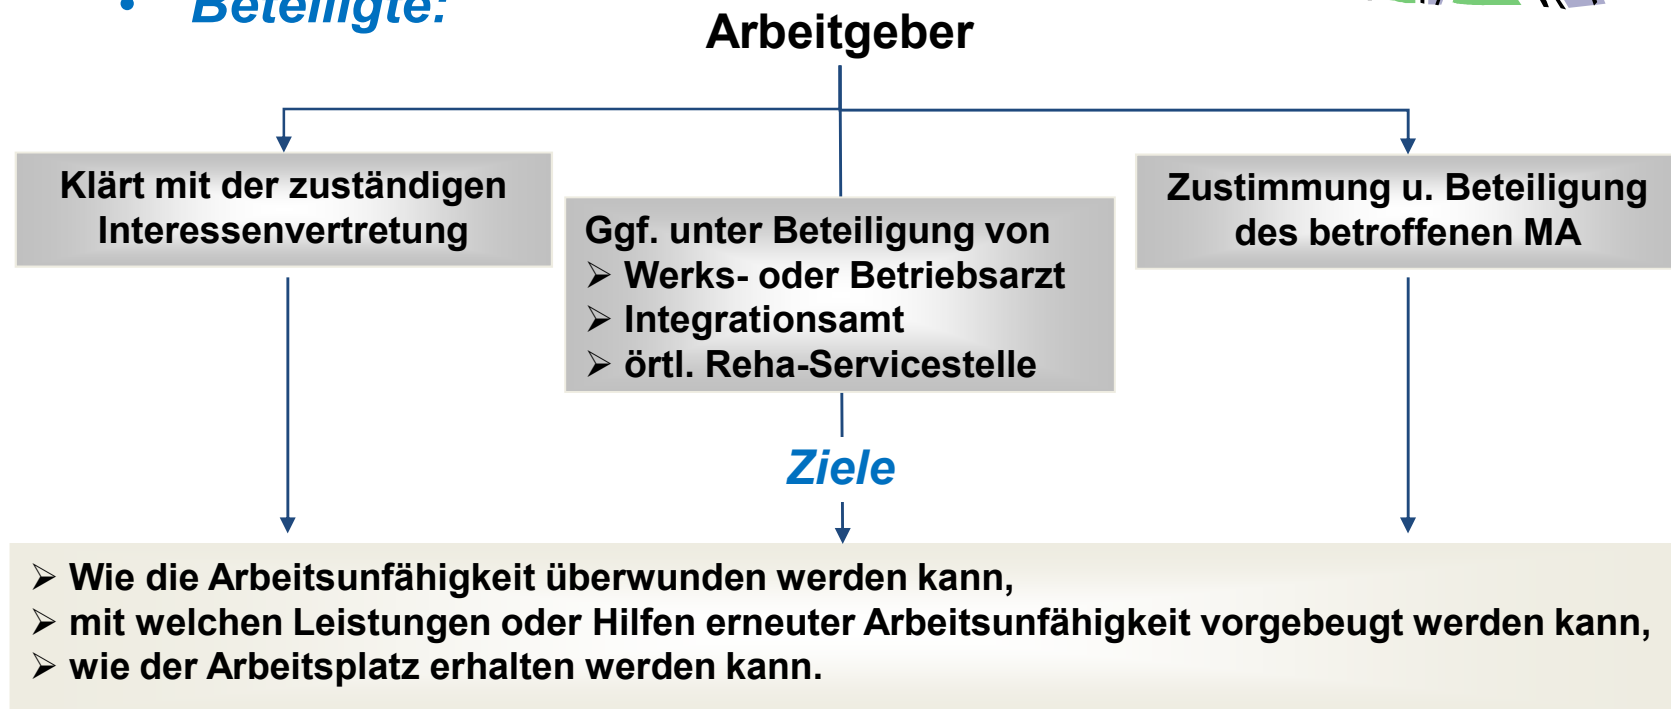 • Beteiligte:
Arbeitgeber
Klärt mit der zuständigen
Interessenvertretung
Ggf. unter Beteiligung von
➢ Werks- oder Betriebsarzt
➢ Integrationsamt
➢ örtl. Reha-Servicestelle
Zustimmung u. Beteiligung
des betroffenen MA
Ziele
➢ Wie die Arbeitsunfähigkeit überwunden werden kann,
➢ mit welchen Leistungen oder Hilfen erneuter Arbeitsunfähigkeit vorgebeugt werden kann,
➢ wie der Arbeitsplatz erhalten werden kann.